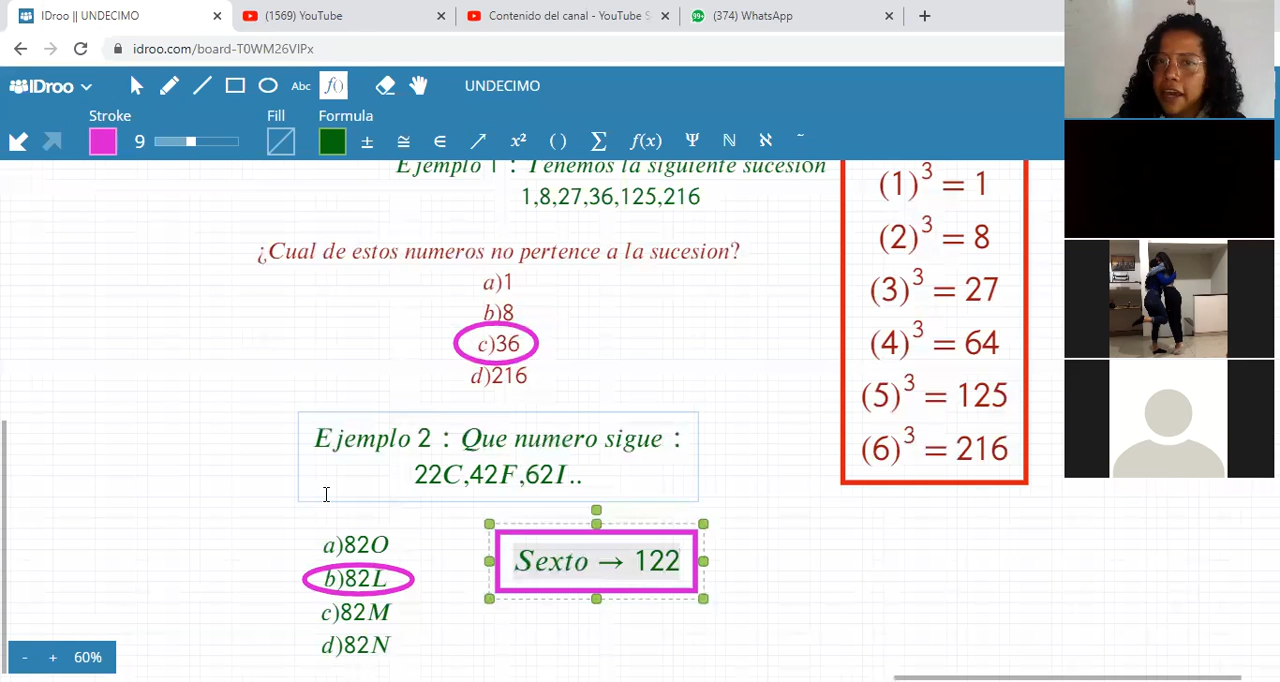 IDroo || UNDECIMO
(1569) YouTube
Contenido del canal - YouTube S
99+
(374) WhatsApp
idroo.com/board-T0WM26VIPx
IDroo
Abc
f()
UNDECIMO
Stroke
Fill
Formula
9
± ≅ ∈ x² ( ) ∑ f(x) Ψ ℕ ℵ ~
Ejemplo 1 : Tenemos la siguiente sucesion
1,8,27,36,125,216
¿Cual de estos numeros no pertence a la sucesion?
a)1
b)8
c)36
d)216
(1)³ = 1
(2)³ = 8
(3)³ = 27
(4)³ = 64
(5)³ = 125
(6)³ = 216
Ejemplo 2 : Que numero sigue :
22C,42F,62I..
a)82O
b)82L
c)82M
d)82N
Sexto → 122
- + 60%